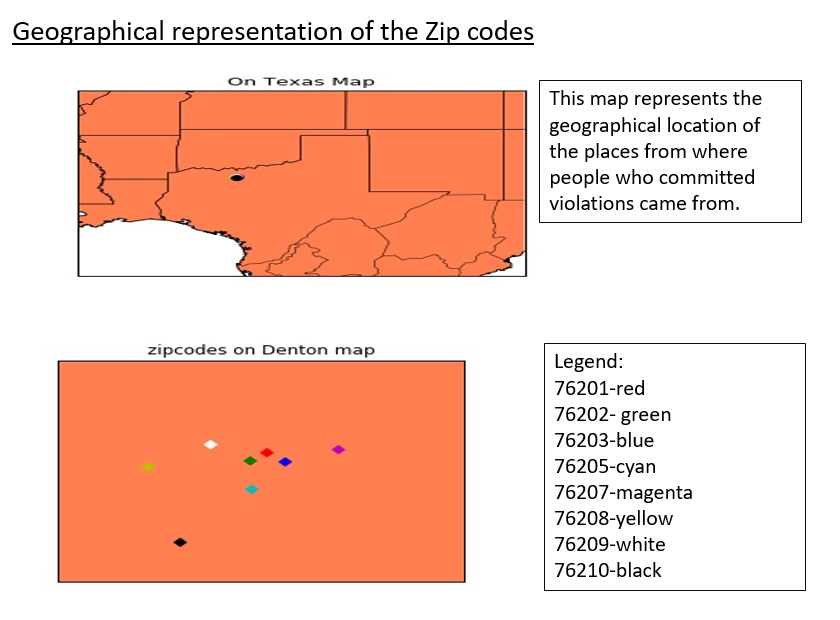 Geographical representation of the Zip codes
On Texas Map
This map represents the
geographical location of
the places from where
people who committed
violations came from.
zipcodes on Denton map
Legend:
76201-red
76202- green
76203-blue
76205-cyan
76207-magenta
76208-yellow
76209-white
76210-black